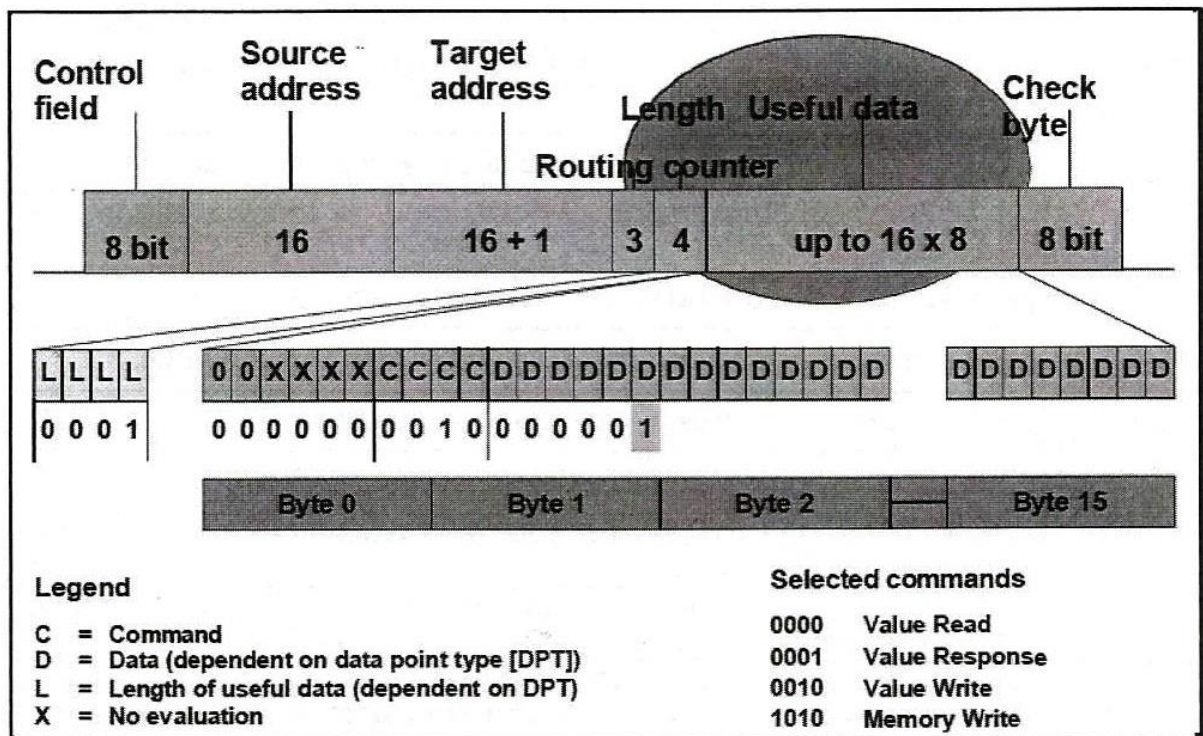 Control field
Source address
Target address
Length
Useful data
Check byte
Routing counter
8 bit
16
16 + 1
3
4
up to 16 x 8
8 bit
L L L L
0 0 X X X X C C C C D D D D D D D D D D D D D D
D D D D D D D D
0 0 0 1
0 0 0 0 0 0 0 0 1 0 0 0 0 0 0 1
Byte 0
Byte 1
Byte 2
Byte 15
Legend
C = Command
D = Data (dependent on data point type [DPT])
L = Length of useful data (dependent on DPT)
X = No evaluation
Selected commands
0000 Value Read
0001 Value Response
0010 Value Write
1010 Memory Write